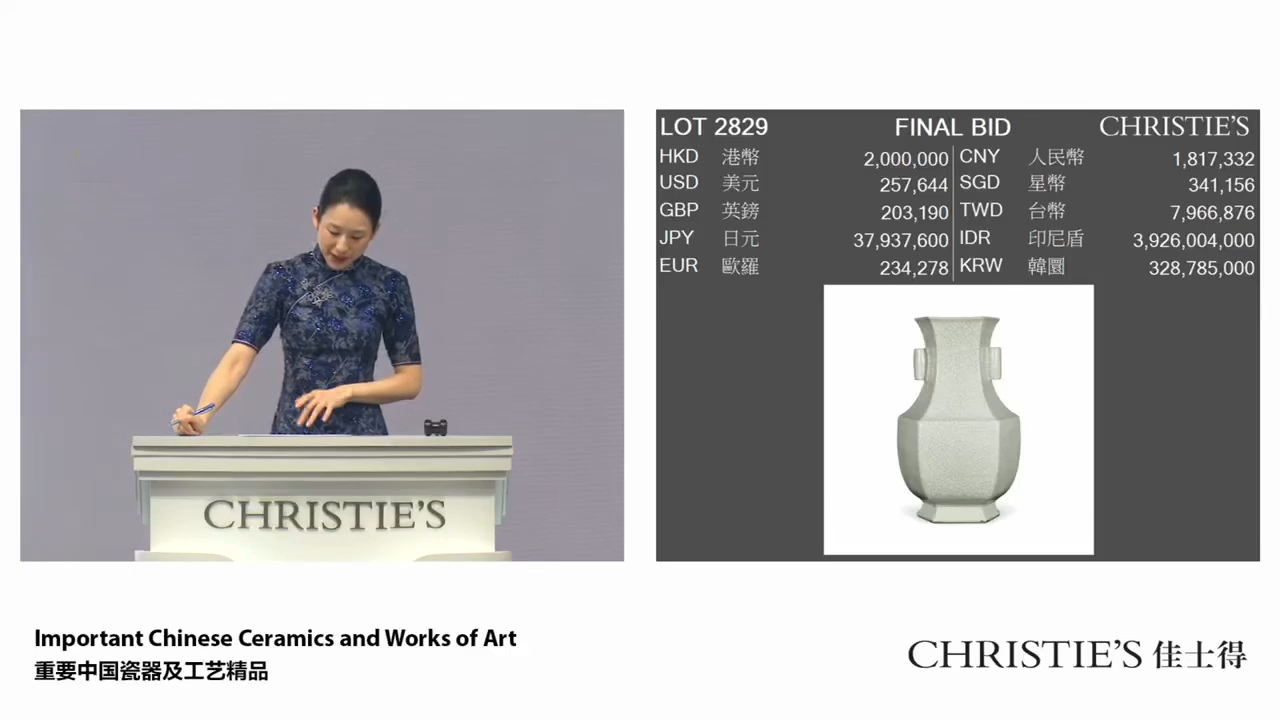 LOT 2829 FINAL BID CHRISTIE'S
HKD 港幣 2,000,000 CNY 人民幣 1,817,332
USD 美元 257,644 SGD 星幣 341,156
GBP 英鎊 203,190 TWD 台幣 7,966,876
JPY 日元 37,937,600 IDR 印尼盾 3,926,004,000
EUR 歐羅 234,278 KRW 韓圜 328,785,000
CHRISTIE'S
Important Chinese Ceramics and Works of Art
重要中国瓷器及工艺精品
CHRISTIE'S 佳士得